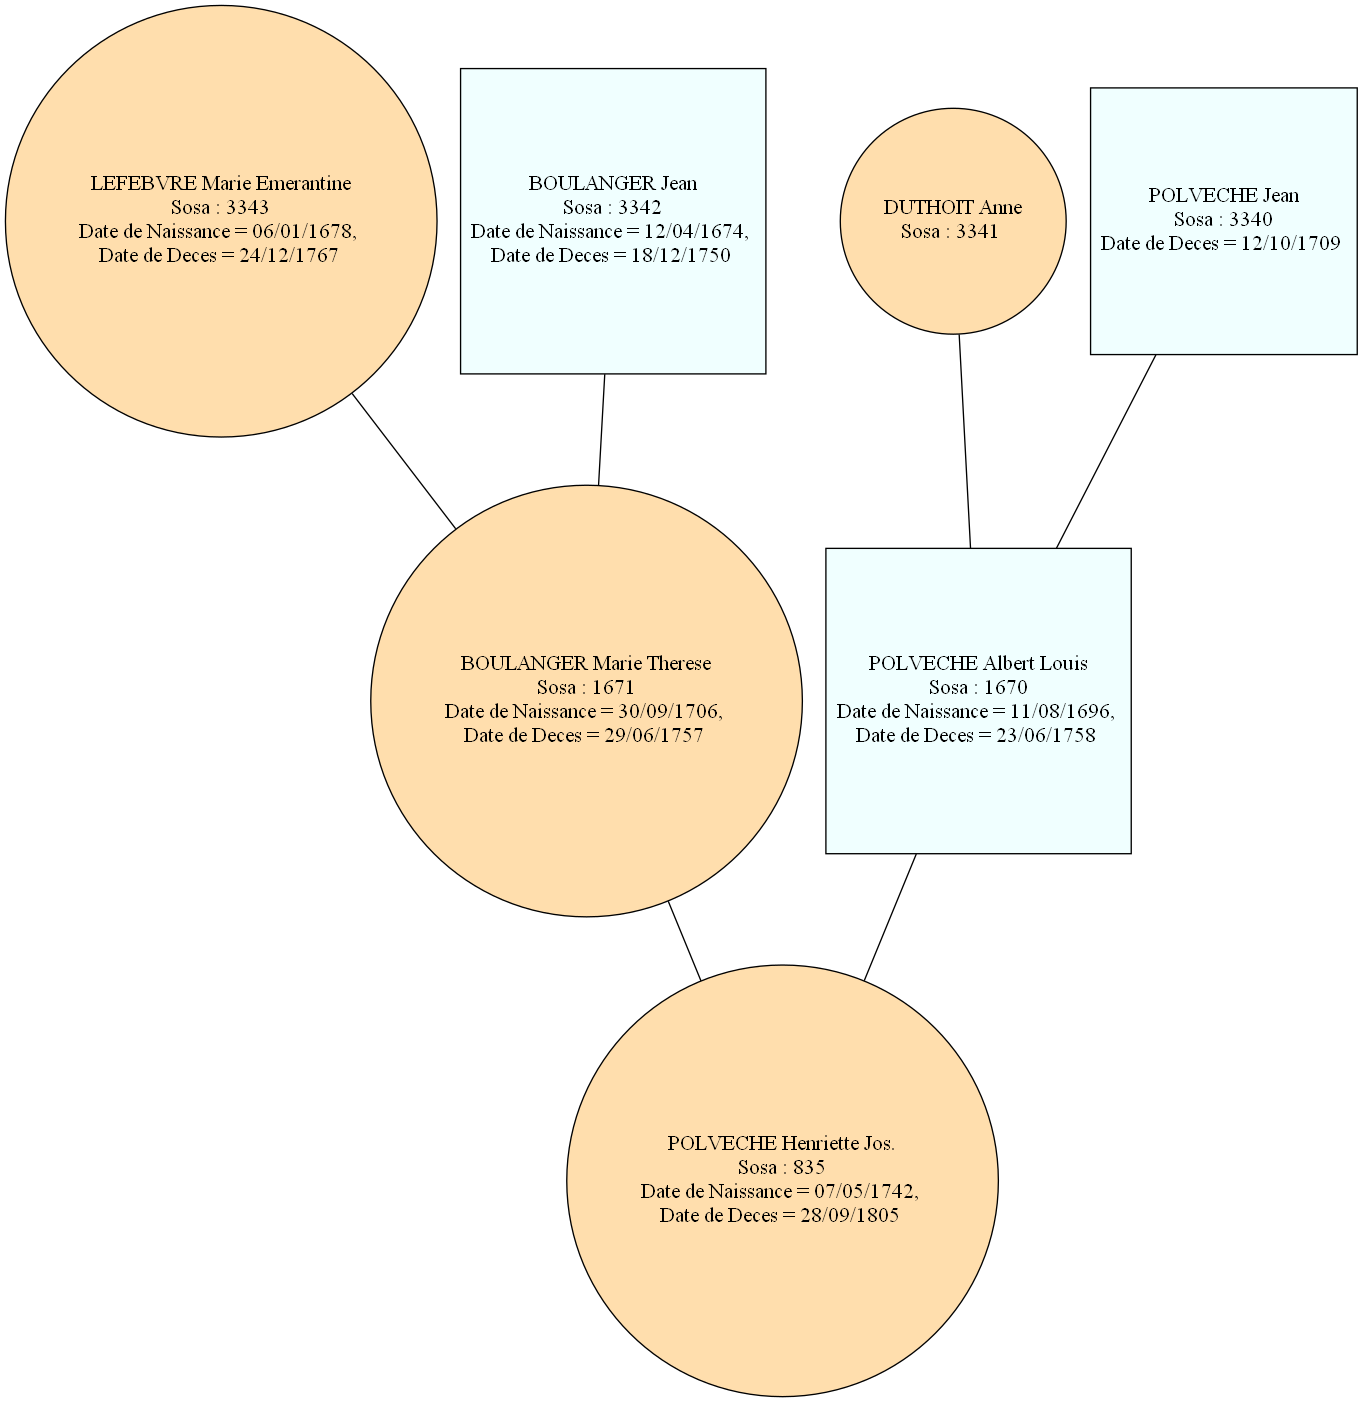 LEFEBVRE Marie Emerantine
Sosa : 3343
Date de Naissance = 06/01/1678,
Date de Deces = 24/12/1767
BOULANGER Jean
Sosa : 3342
Date de Naissance = 12/04/1674,
Date de Deces = 18/12/1750
DUTHOIT Anne
Sosa : 3341
POLVECHE Jean
Sosa : 3340
Date de Deces = 12/10/1709
BOULANGER Marie Therese
Sosa : 1671
Date de Naissance = 30/09/1706,
Date de Deces = 29/06/1757
POLVECHE Albert Louis
Sosa : 1670
Date de Naissance = 11/08/1696,
Date de Deces = 23/06/1758
POLVECHE Henriette Jos.
Sosa : 835
Date de Naissance = 07/05/1742,
Date de Deces = 28/09/1805